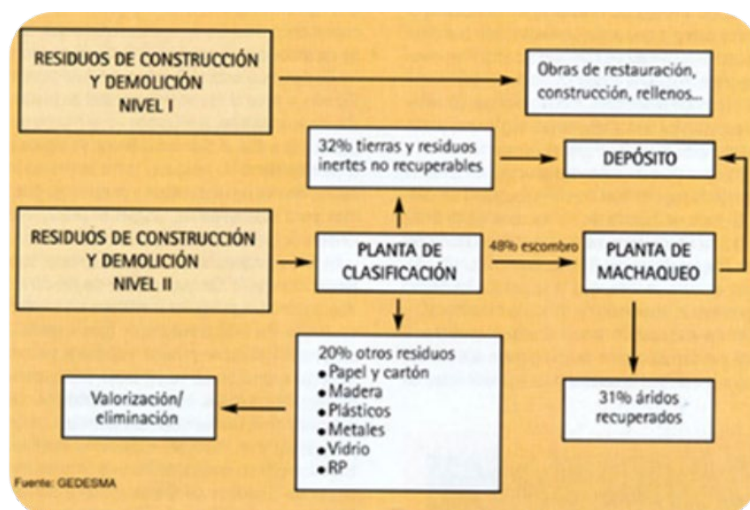 RESIDUOS DE CONSTRUCCIÓN
Y DEMOLICIÓN
NIVEL I
Obras de restauración,
construcción, rellenos...
32% tierras y residuos
inertes no recuperables
DEPÓSITO
RESIDUOS DE CONSTRUCCIÓN
Y DEMOLICIÓN
NIVEL II
PLANTA DE
CLASIFICACIÓN
48% escombro
PLANTA DE
MACHAQUEO
20% otros residuos
● Papel y cartón
● Madera
● Plásticos
● Metales
● Vidrio
● RP
Valorización/
eliminación
31% áridos
recuperados
Fuente: GEDESMA